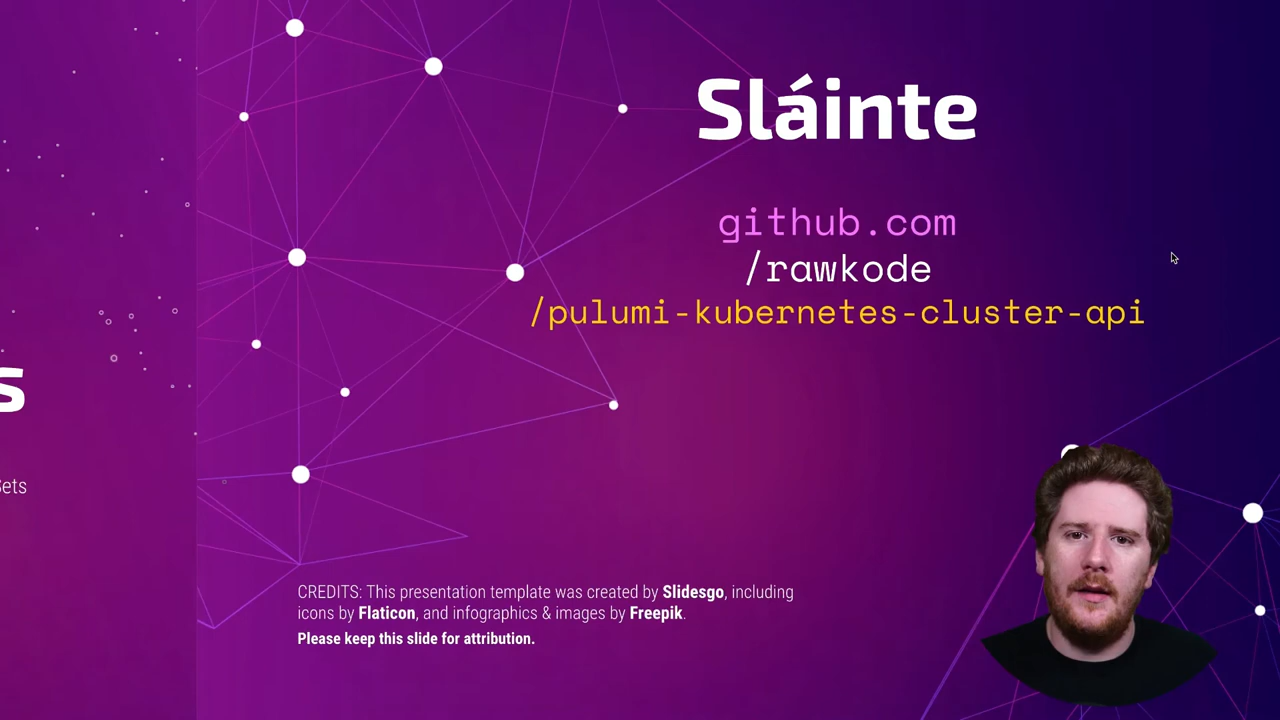 Sláinte
github.com
/rawkode
/pulumi-kubernetes-cluster-api
s
Sets
CREDITS: This presentation template was created by Slidesgo, including
icons by Flaticon, and infographics & images by Freepik.
Please keep this slide for attribution.